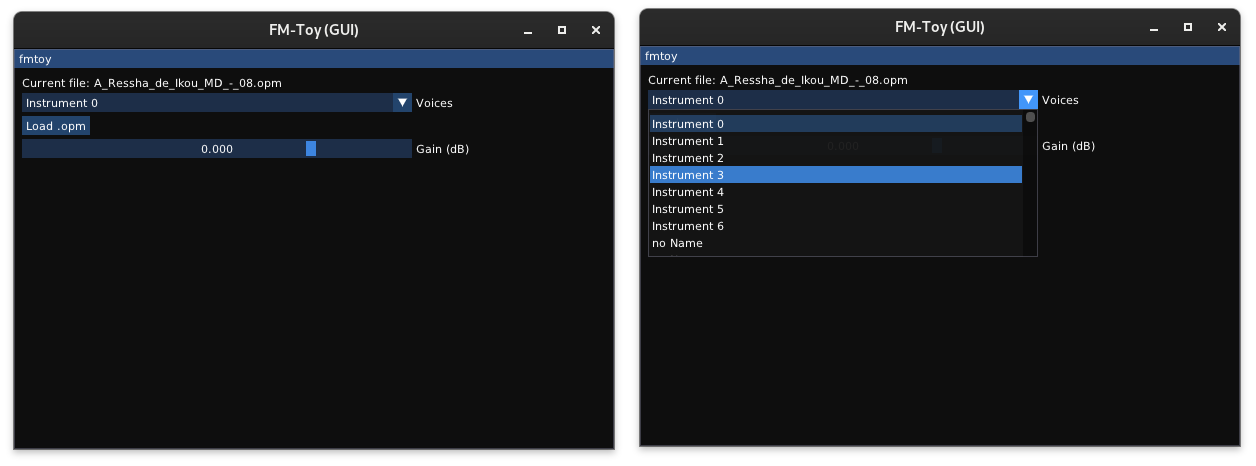 FM-Toy (GUI)
fmtoy
Current file: A_Ressha_de_Ikou_MD_-_08.opm
Instrument 0 Voices
Load .opm
0.000 Gain (dB)
FM-Toy (GUI)
fmtoy
Current file: A_Ressha_de_Ikou_MD_-_08.opm
Instrument 0 Voices
Instrument 0
Instrument 1
0.000 Gain (dB)
Instrument 2
Instrument 3
Instrument 4
Instrument 5
Instrument 6
no Name